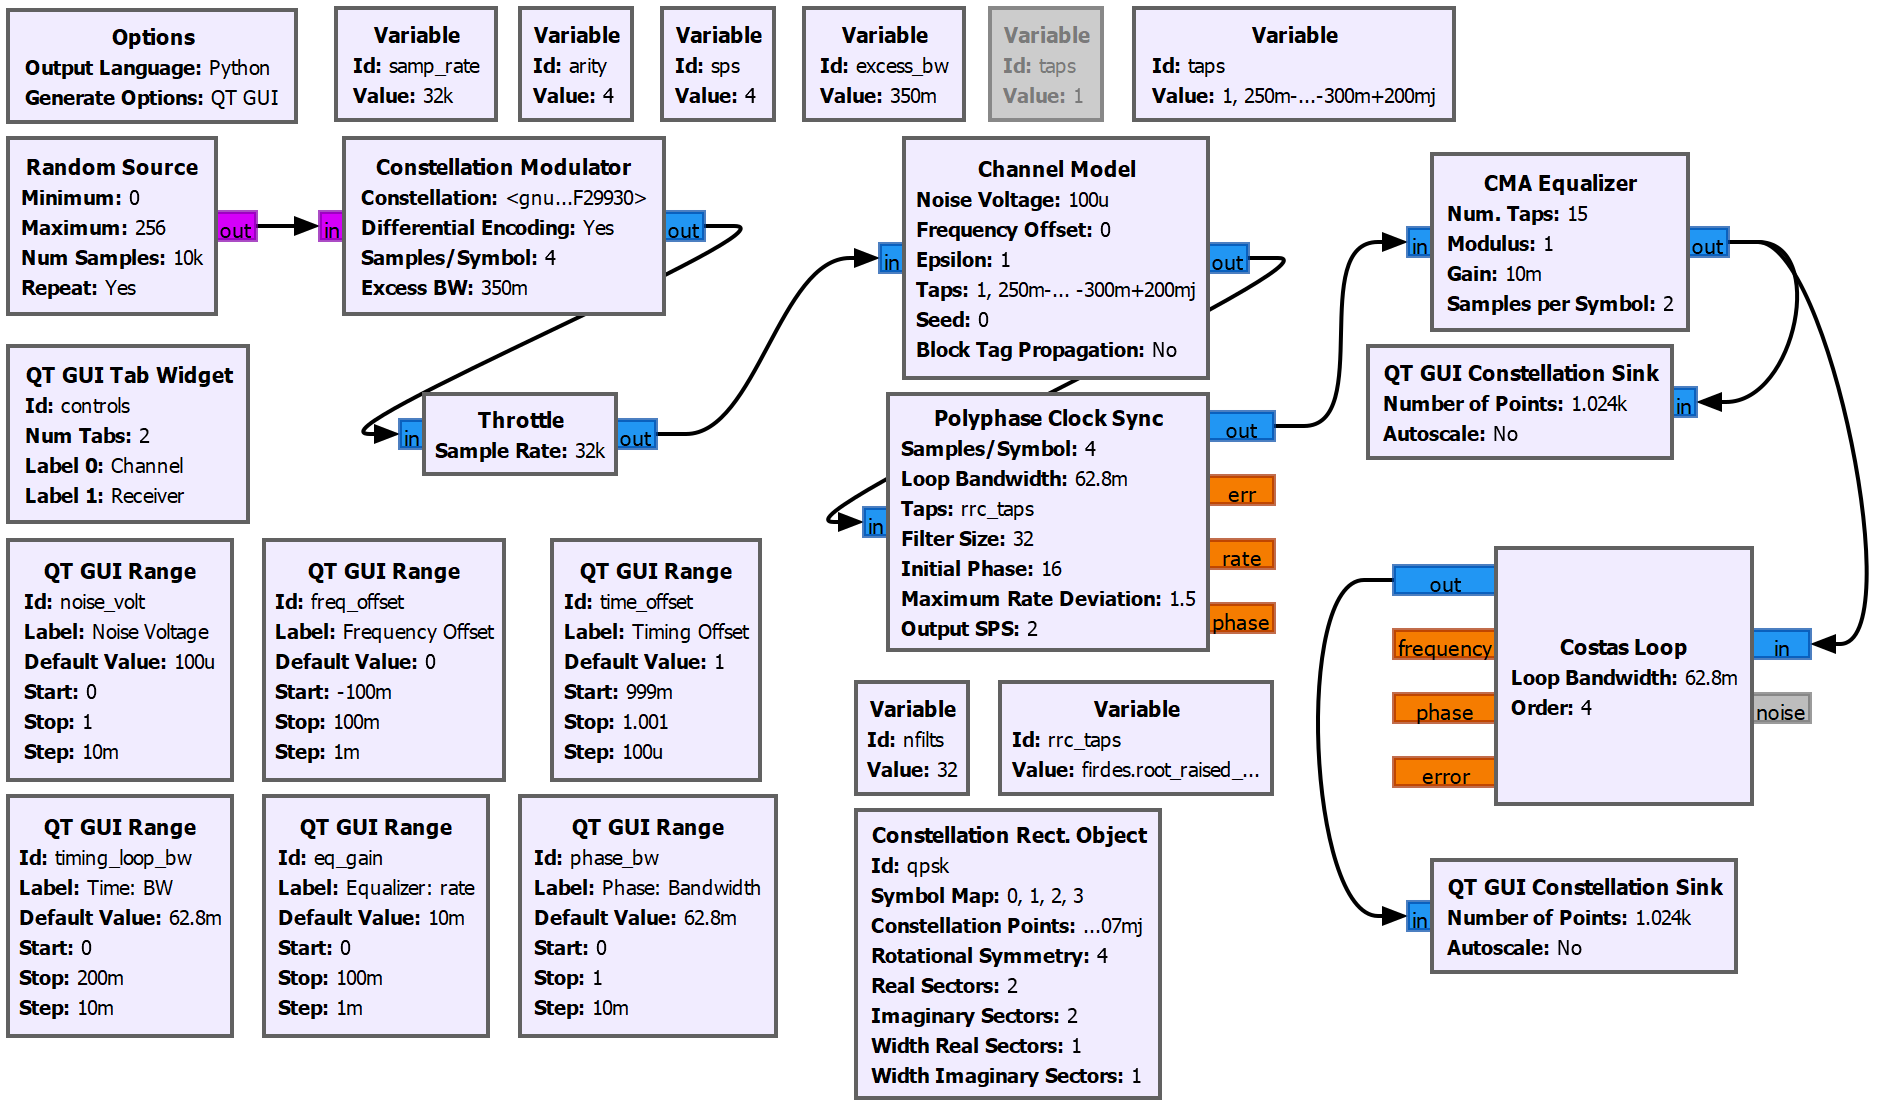 Options
Output Language: Python
Generate Options: QT GUI
Variable
Id: samp_rate
Value: 32k
Variable
Id: arity
Value: 4
Variable
Id: sps
Value: 4
Variable
Id: excess_bw
Value: 350m
Variable
Id: taps
Value: 1
Variable
Id: taps
Value: 1, 250m-...-300m+200mj
Random Source
Minimum: 0
Maximum: 256
Num Samples: 10k
Repeat: Yes
out
in
Constellation Modulator
Constellation: <gnu...F29930>
Differential Encoding: Yes
Samples/Symbol: 4
Excess BW: 350m
out
in
Channel Model
Noise Voltage: 100u
Frequency Offset: 0
Epsilon: 1
Taps: 1, 250m-... -300m+200mj
Seed: 0
Block Tag Propagation: No
out
in
CMA Equalizer
Num. Taps: 15
Modulus: 1
Gain: 10m
Samples per Symbol: 2
out
QT GUI Constellation Sink
Number of Points: 1.024k
Autoscale: No
in
QT GUI Tab Widget
Id: controls
Num Tabs: 2
Label 0: Channel
Label 1: Receiver
in
Throttle
Sample Rate: 32k
out
in
Polyphase Clock Sync
Samples/Symbol: 4
Loop Bandwidth: 62.8m
Taps: rrc_taps
Filter Size: 32
Initial Phase: 16
Maximum Rate Deviation: 1.5
Output SPS: 2
out
err
rate
phase
QT GUI Range
Id: noise_volt
Label: Noise Voltage
Default Value: 100u
Start: 0
Stop: 1
Step: 10m
QT GUI Range
Id: freq_offset
Label: Frequency Offset
Default Value: 0
Start: -100m
Stop: 100m
Step: 1m
QT GUI Range
Id: time_offset
Label: Timing Offset
Default Value: 1
Start: 999m
Stop: 1.001
Step: 100u
out
frequency
phase
error
Costas Loop
Loop Bandwidth: 62.8m
Order: 4
in
noise
Variable
Id: nfilts
Value: 32
Variable
Id: rrc_taps
Value: firdes.root_raised_...
QT GUI Range
Id: timing_loop_bw
Label: Time: BW
Default Value: 62.8m
Start: 0
Stop: 200m
Step: 10m
QT GUI Range
Id: eq_gain
Label: Equalizer: rate
Default Value: 10m
Start: 0
Stop: 100m
Step: 1m
QT GUI Range
Id: phase_bw
Label: Phase: Bandwidth
Default Value: 62.8m
Start: 0
Stop: 1
Step: 10m
Constellation Rect. Object
Id: qpsk
Symbol Map: 0, 1, 2, 3
Constellation Points: ...07mj
Rotational Symmetry: 4
Real Sectors: 2
Imaginary Sectors: 2
Width Real Sectors: 1
Width Imaginary Sectors: 1
in
QT GUI Constellation Sink
Number of Points: 1.024k
Autoscale: No